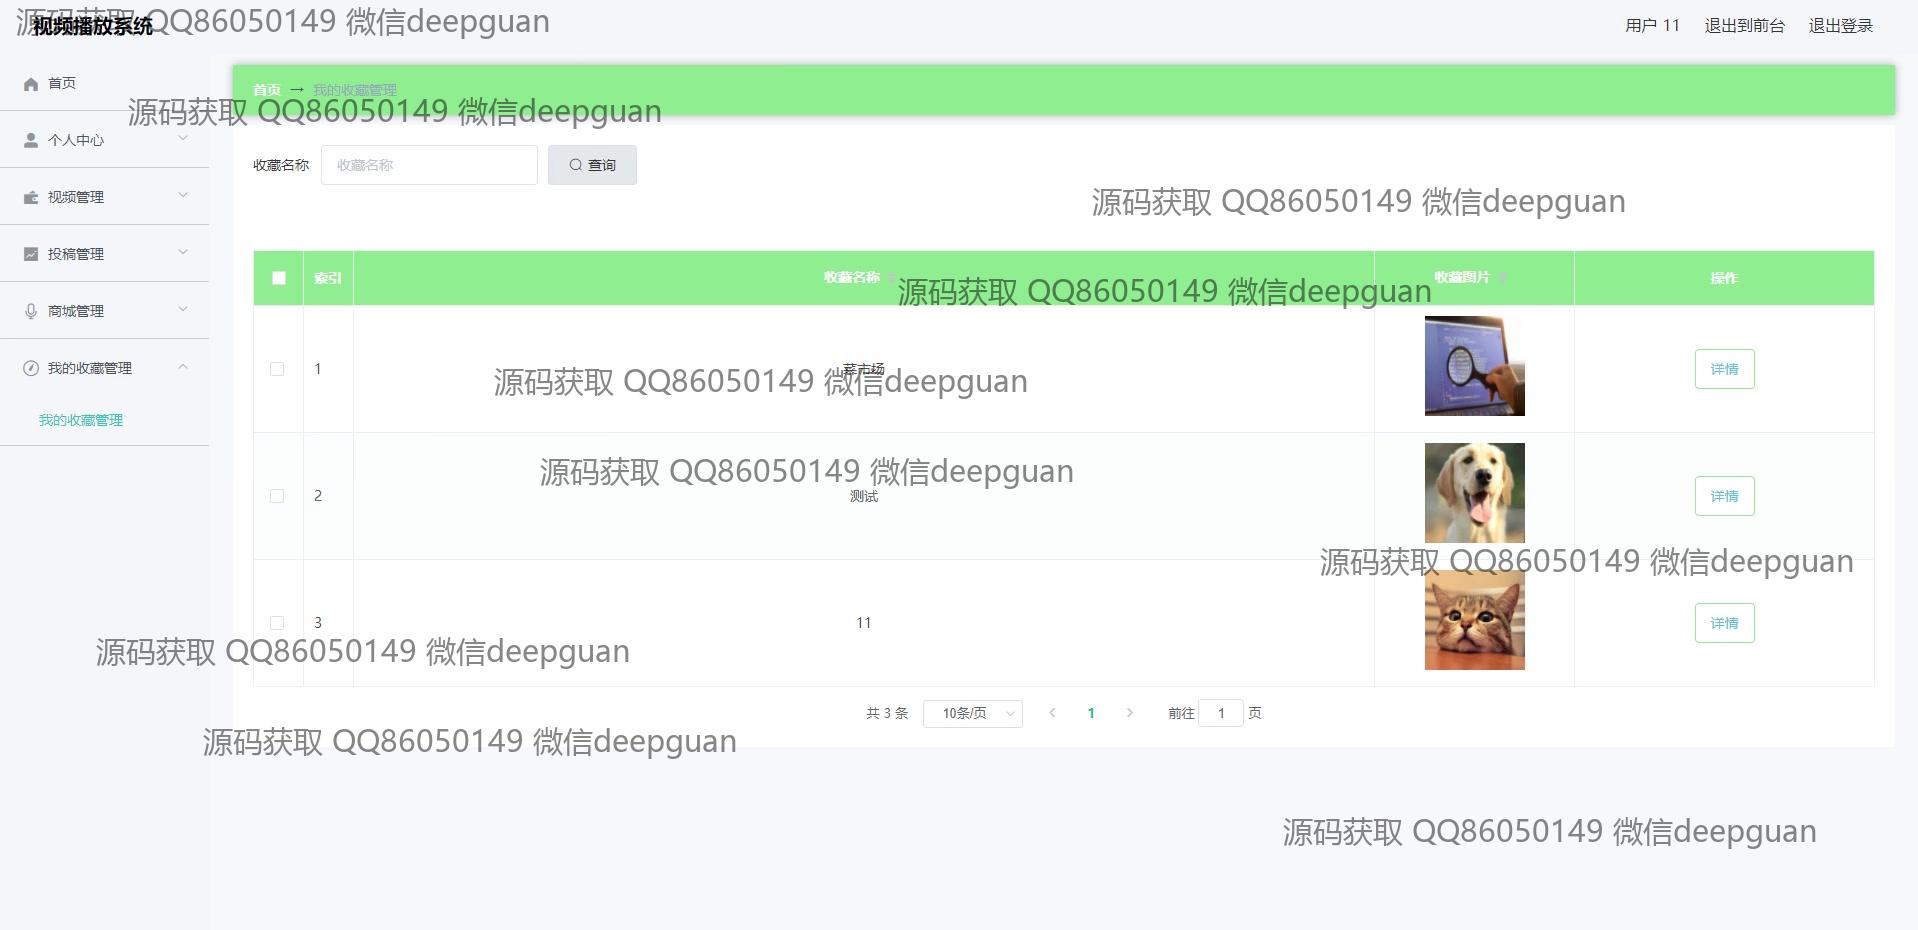 视频播放系统
源码获取 QQ86050149 微信deepguan
用户 11 退出到前台 退出登录
首页
个人中心
视频管理
投稿管理
商城管理
我的收藏管理
我的收藏管理
首页 → 我的收藏管理
源码获取 QQ86050149 微信deepguan
收藏名称 收藏名称 查询
源码获取 QQ86050149 微信deepguan
索引 收藏名称 收藏图片 操作
源码获取 QQ86050149 微信deepguan
1 菜市场 详情
源码获取 QQ86050149 微信deepguan
源码获取 QQ86050149 微信deepguan
2 测试 详情
源码获取 QQ86050149 微信deepguan
3 11 详情
源码获取 QQ86050149 微信deepguan
共 3 条 10条/页 1 前往 1 页
源码获取 QQ86050149 微信deepguan
源码获取 QQ86050149 微信deepguan